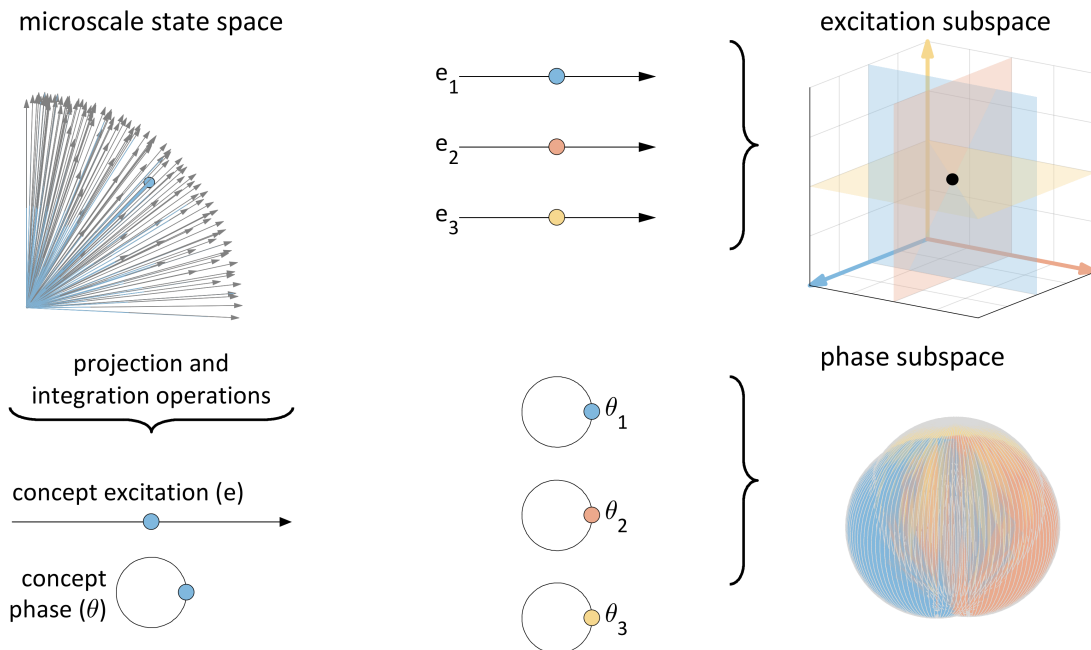 microscale state space
projection and
integration operations
concept excitation (e)
concept
phase (θ)
e₁
e₂
e₃
θ₁
θ₂
θ₃
excitation subspace
phase subspace